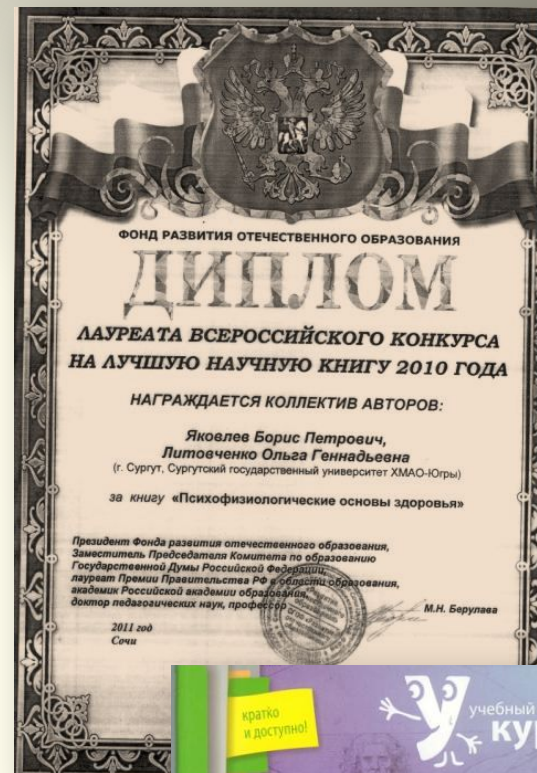 ФОНД РАЗВИТИЯ ОТЕЧЕСТВЕННОГО ОБРАЗОВАНИЯ
ДИПЛОМ
ЛАУРЕАТА ВСЕРОССИЙСКОГО КОНКУРСА
НА ЛУЧШУЮ НАУЧНУЮ КНИГУ 2010 ГОДА
НАГРАЖДАЕТСЯ КОЛЛЕКТИВ АВТОРОВ:
Яковлев Борис Петрович,
Литовченко Ольга Геннадьевна
(г. Сургут, Сургутский государственный университет ХМАО-Югры)
за книгу «Психофизиологические основы здоровья»
Президент Фонда развития отечественного образования,
Заместитель Председателя Комитета по образованию
Государственной Думы Российской Федерации,
лауреат Премии Правительства РФ в области образования,
академик Российской академии образования,
доктор педагогических наук, профессор
М.Н. Берулава
2011 год
Сочи
кратко
и доступно!
учебный